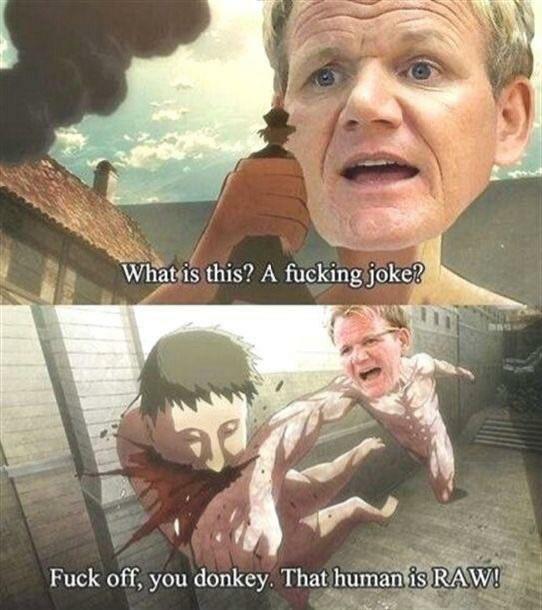 What is this? A fucking joke?
Fuck off, you donkey. That human is RAW!